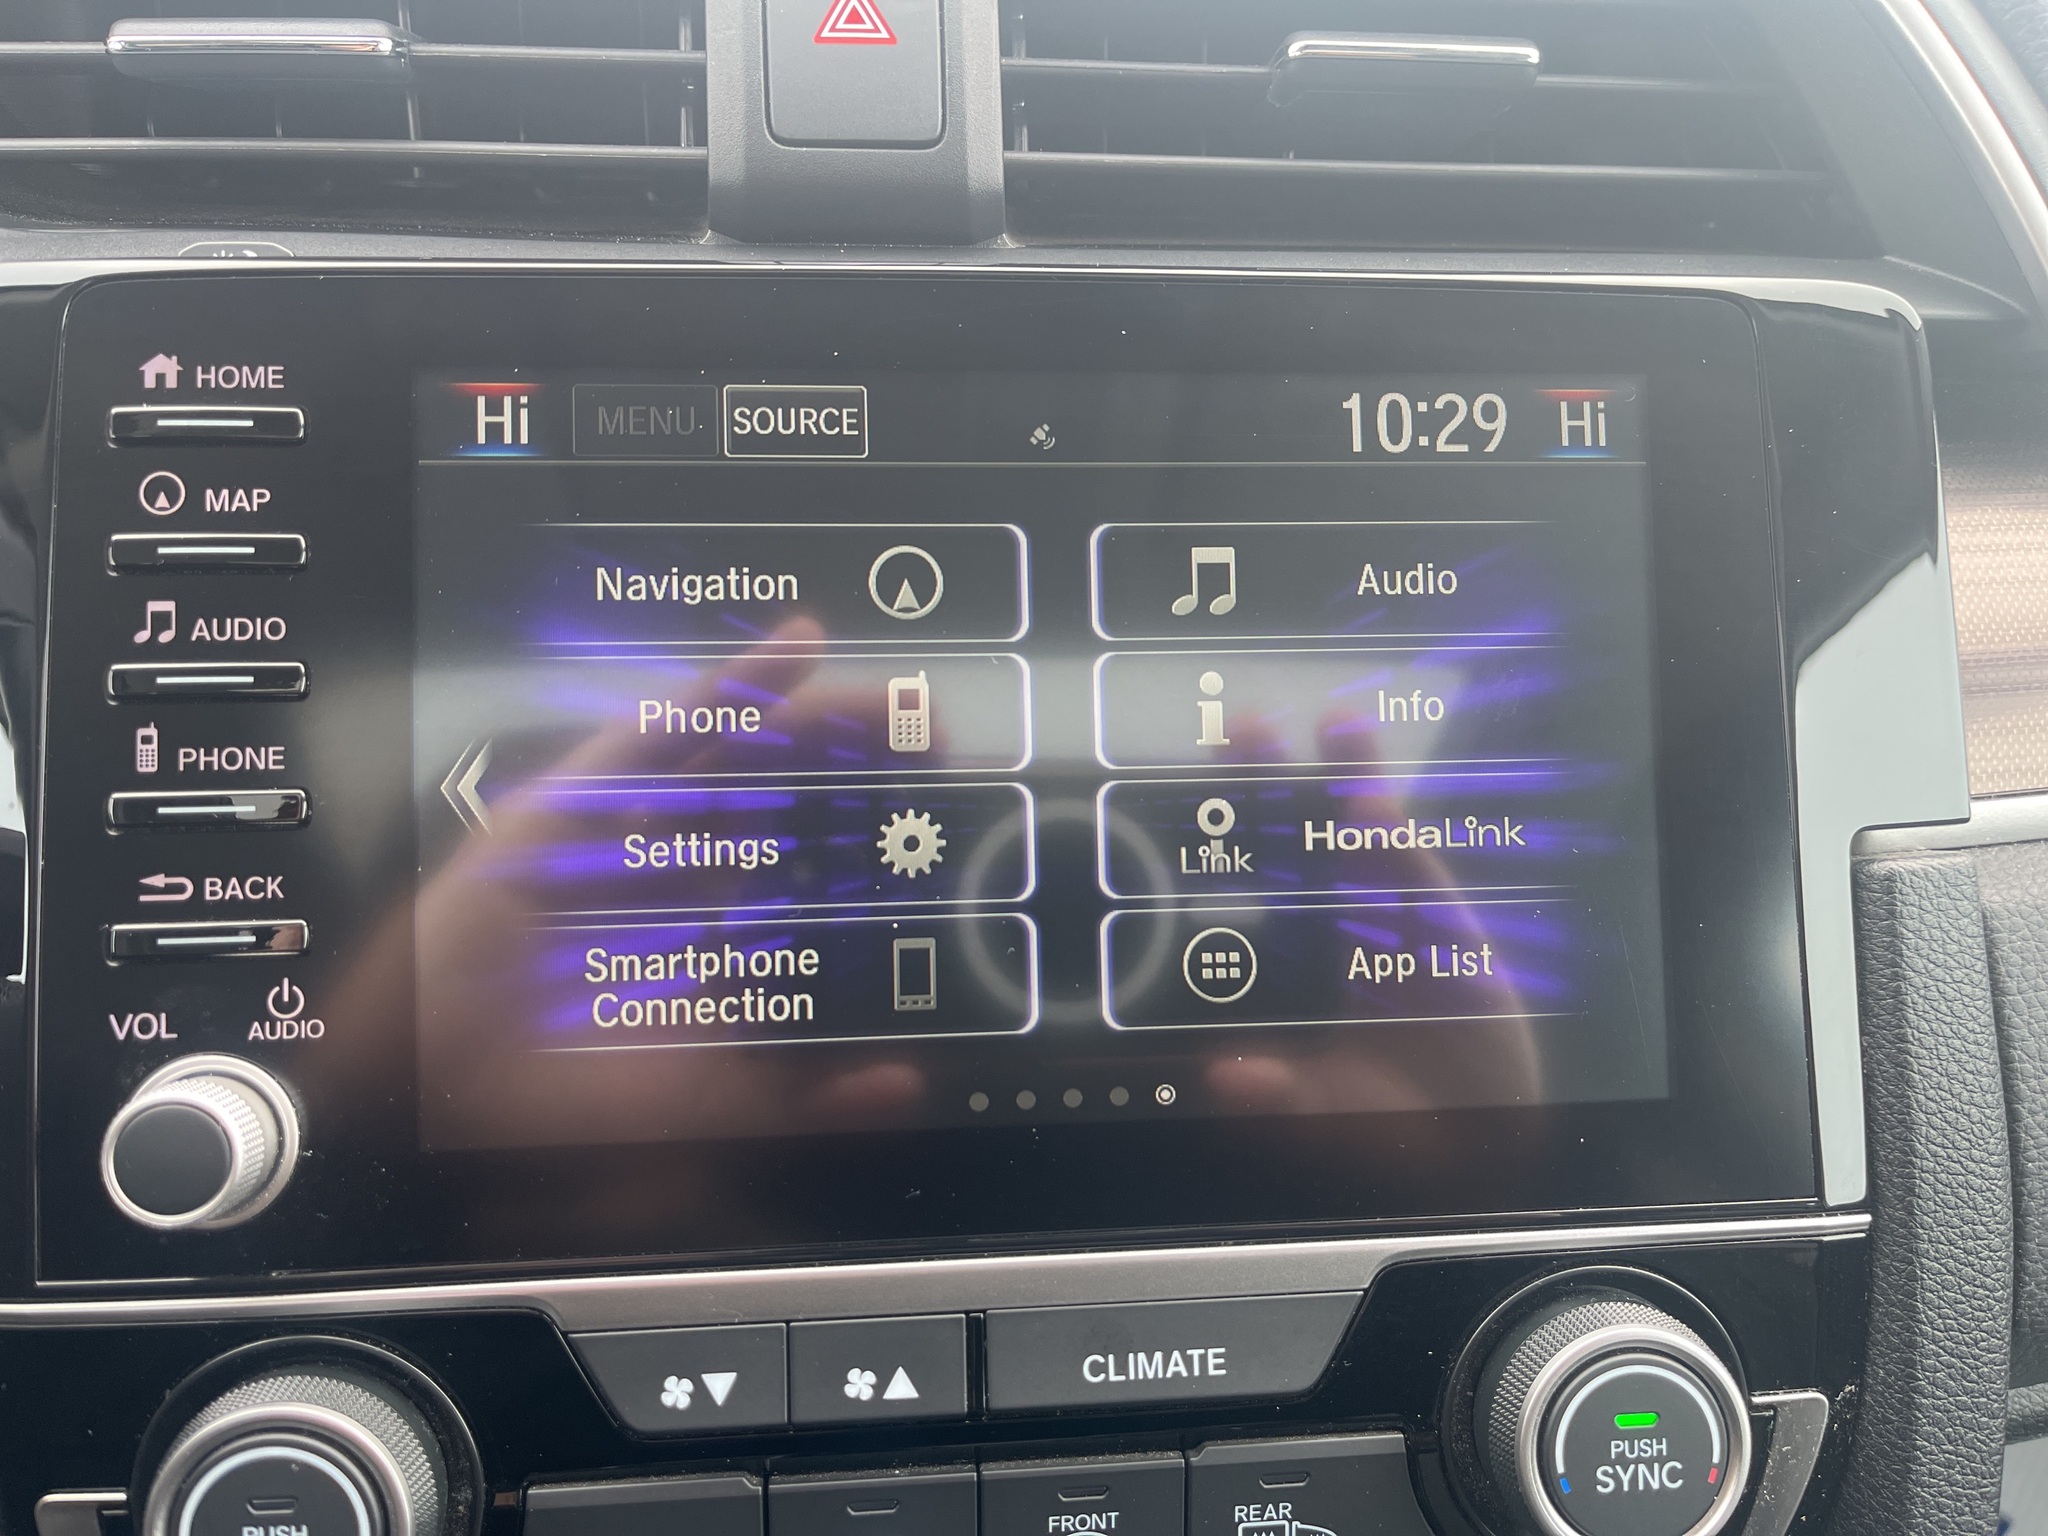 HOME
Hi MENU SOURCE 10:29 Hi
MAP
AUDIO
PHONE
BACK
VOL AUDIO
Navigation Audio
Phone Info
Settings Link HondaLink
Smartphone
Connection
App List
CLIMATE
PUSH
SYNC
PUSH
FRONT
REAR